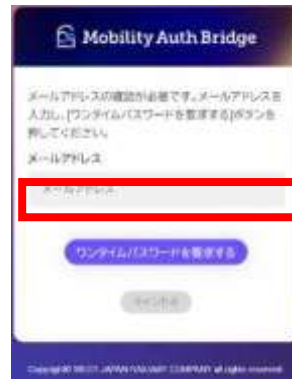 Mobility Auth Bridge
メールアドレスの確認が必要です。メールアドレスを
入力し、[ワンタイムパスワードを要求する]ボタンを
押してください。
メールアドレス
メールアドレス
ワンタイムパスワードを要求する
Copyright© WEST JAPAN RAILWAY COMPANY all rights reserved.